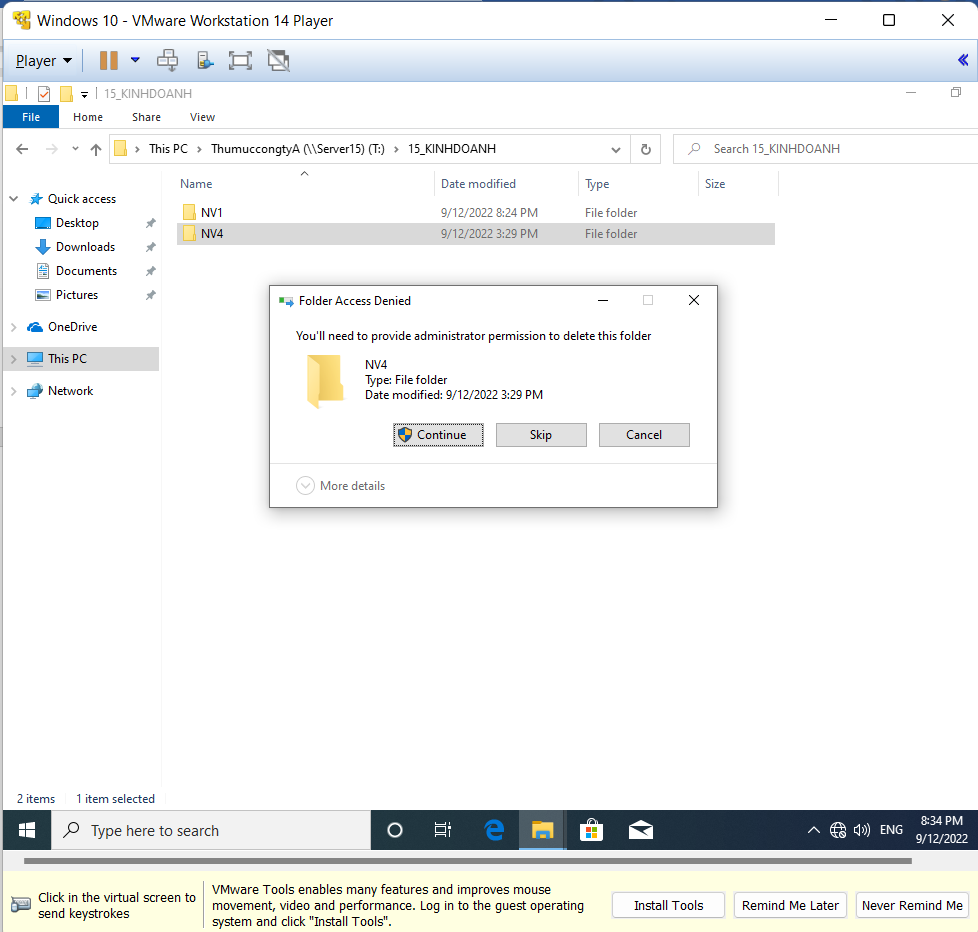 Windows 10 - VMware Workstation 14 Player
Player
15_KINHDOANH
File Home Share View
This PC > ThumuccongtyA (\\Server15) (T:) > 15_KINHDOANH
Search 15_KINHDOANH
Name Date modified Type Size
NV1 9/12/2022 8:24 PM File folder
NV4 9/12/2022 3:29 PM File folder
Quick access
Desktop
Downloads
Documents
Pictures
OneDrive
This PC
Network
Folder Access Denied
You'll need to provide administrator permission to delete this folder
NV4
Type: File folder
Date modified: 9/12/2022 3:29 PM
Continue Skip Cancel
More details
2 items 1 item selected
Type here to search
ENG
8:34 PM
9/12/2022
Click in the virtual screen to
send keystrokes
VMware Tools enables many features and improves mouse
movement, video and performance. Log in to the guest operating
system and click "Install Tools".
Install Tools Remind Me Later Never Remind Me